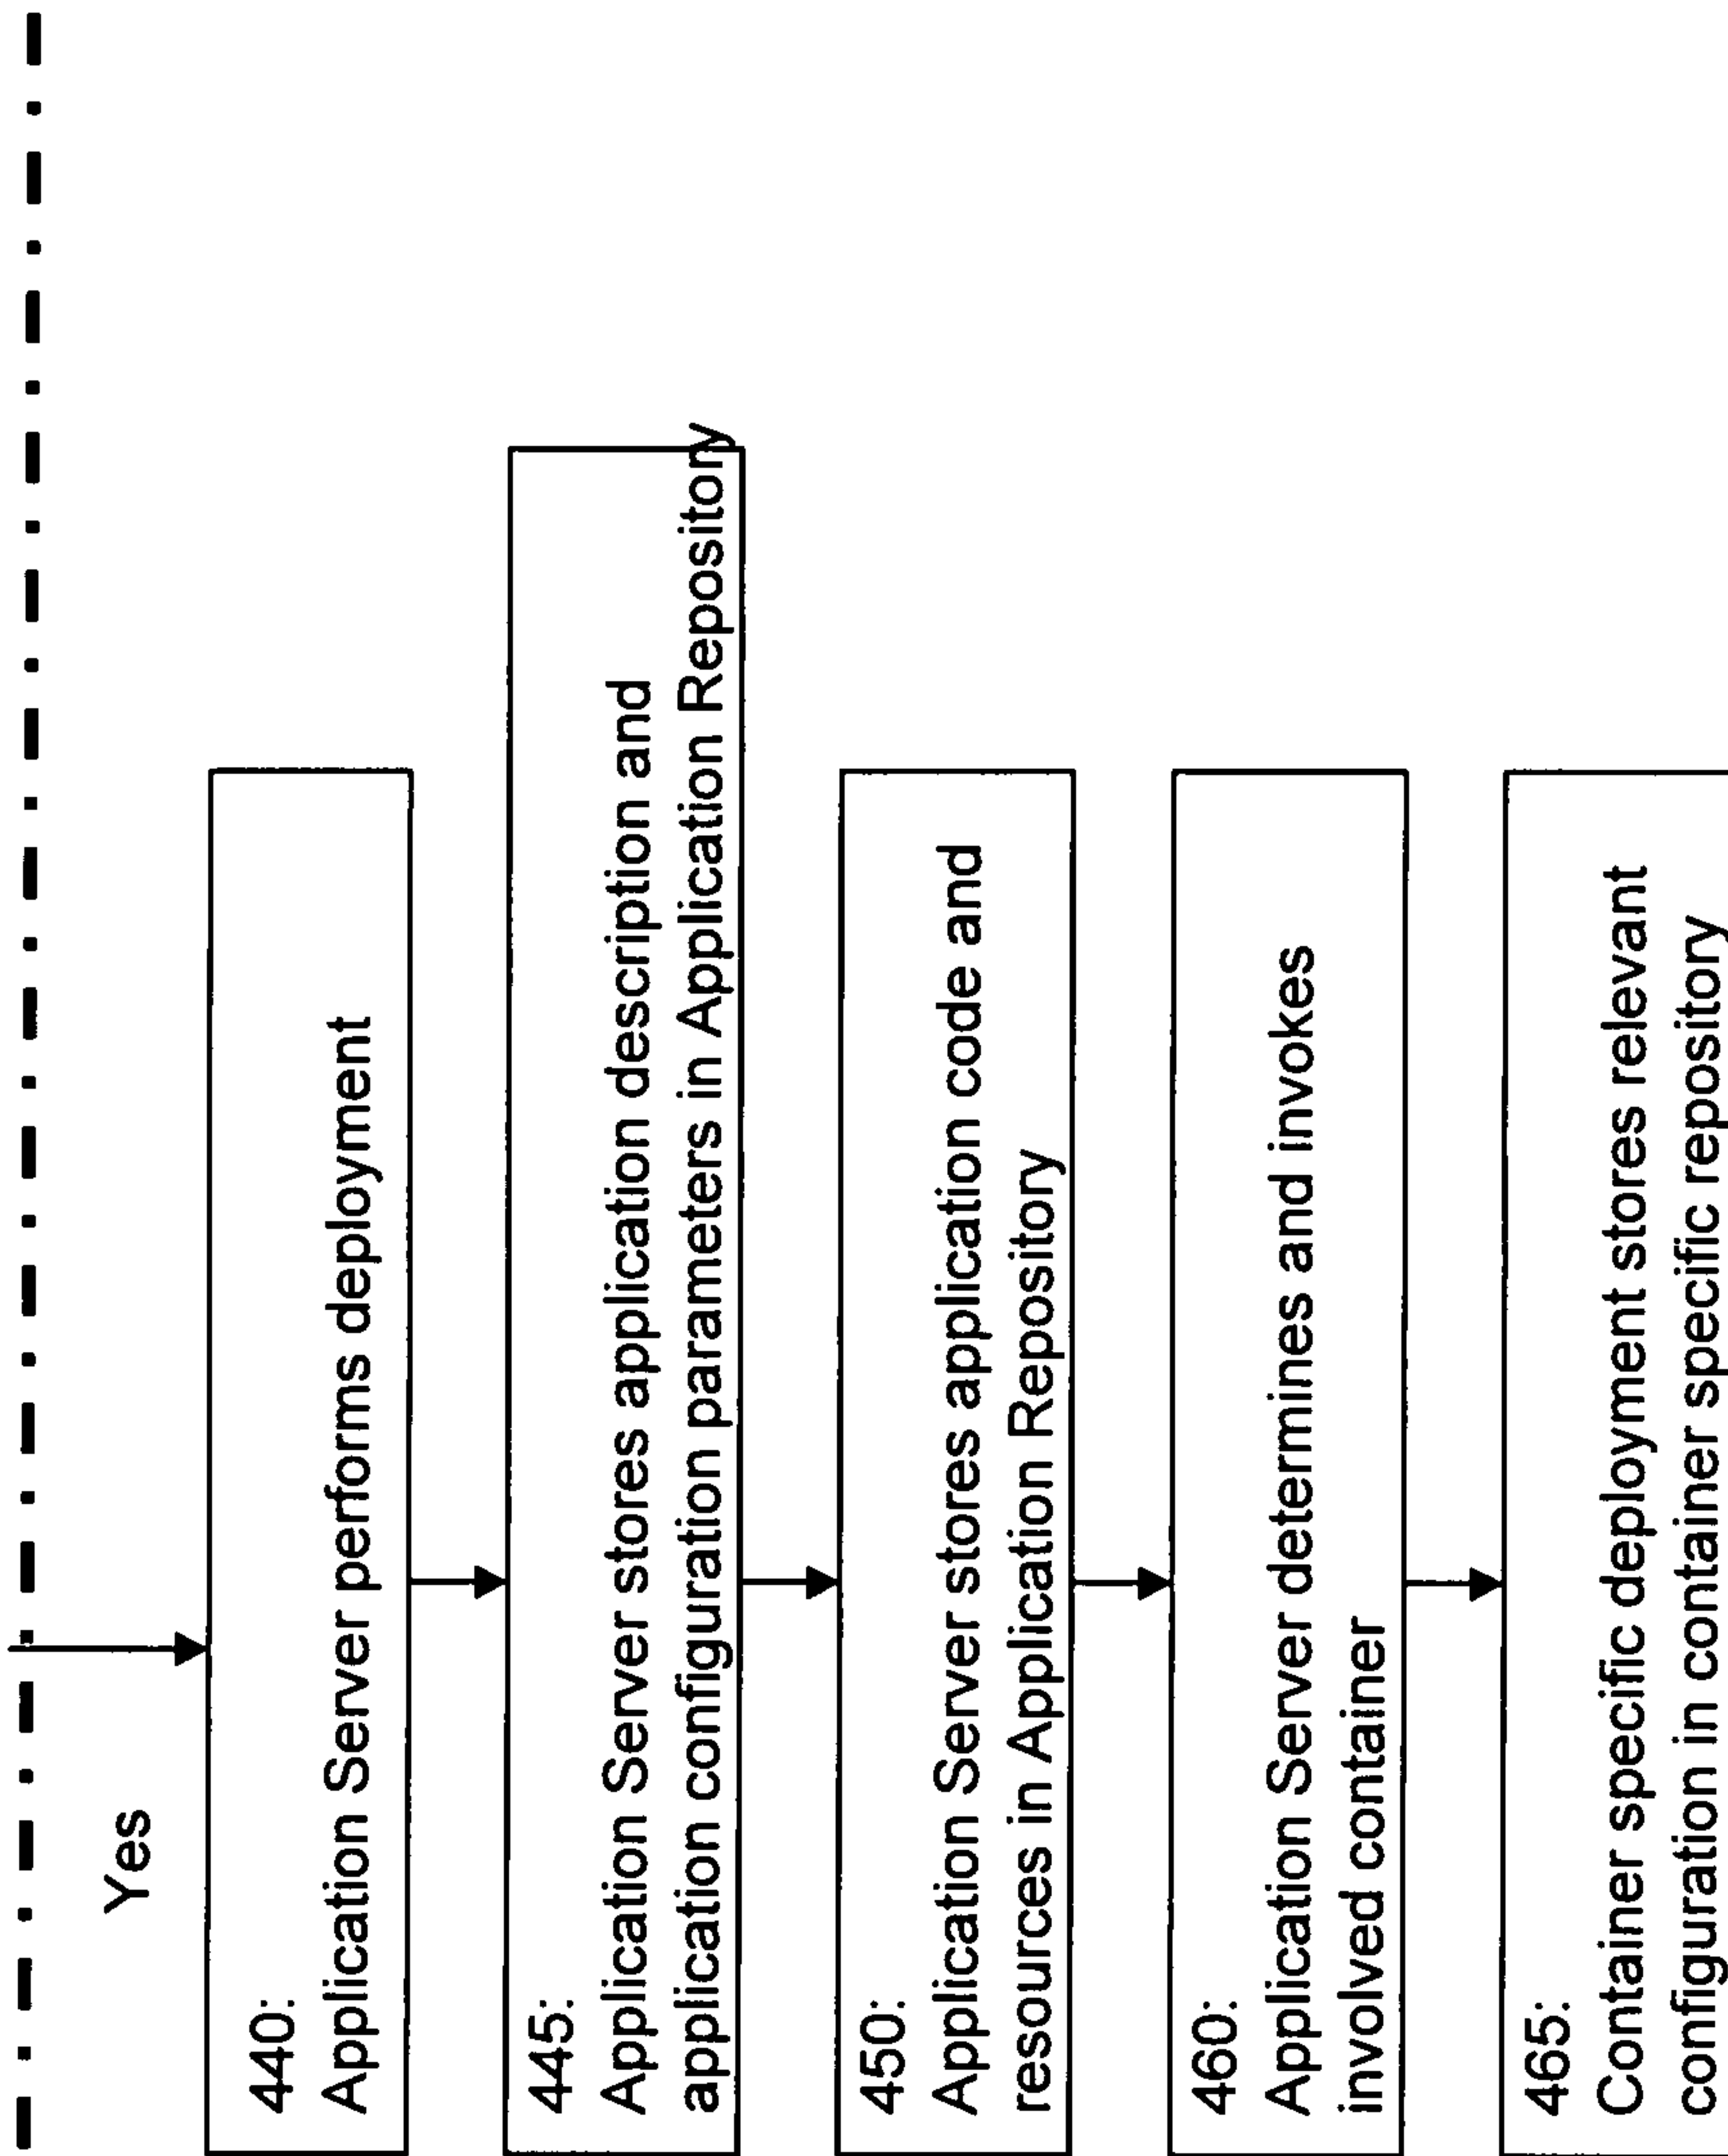 Yes
440:
Application Server performs deployment
445:
Application Server stores application description and
application configuration parameters in Application Repository
450:
Application Server stores application code and
resources in Application Repository
460:
Application Server determines and invokes
involved container
465:
Container specific deployment stores relevant
configuration in container specific repository